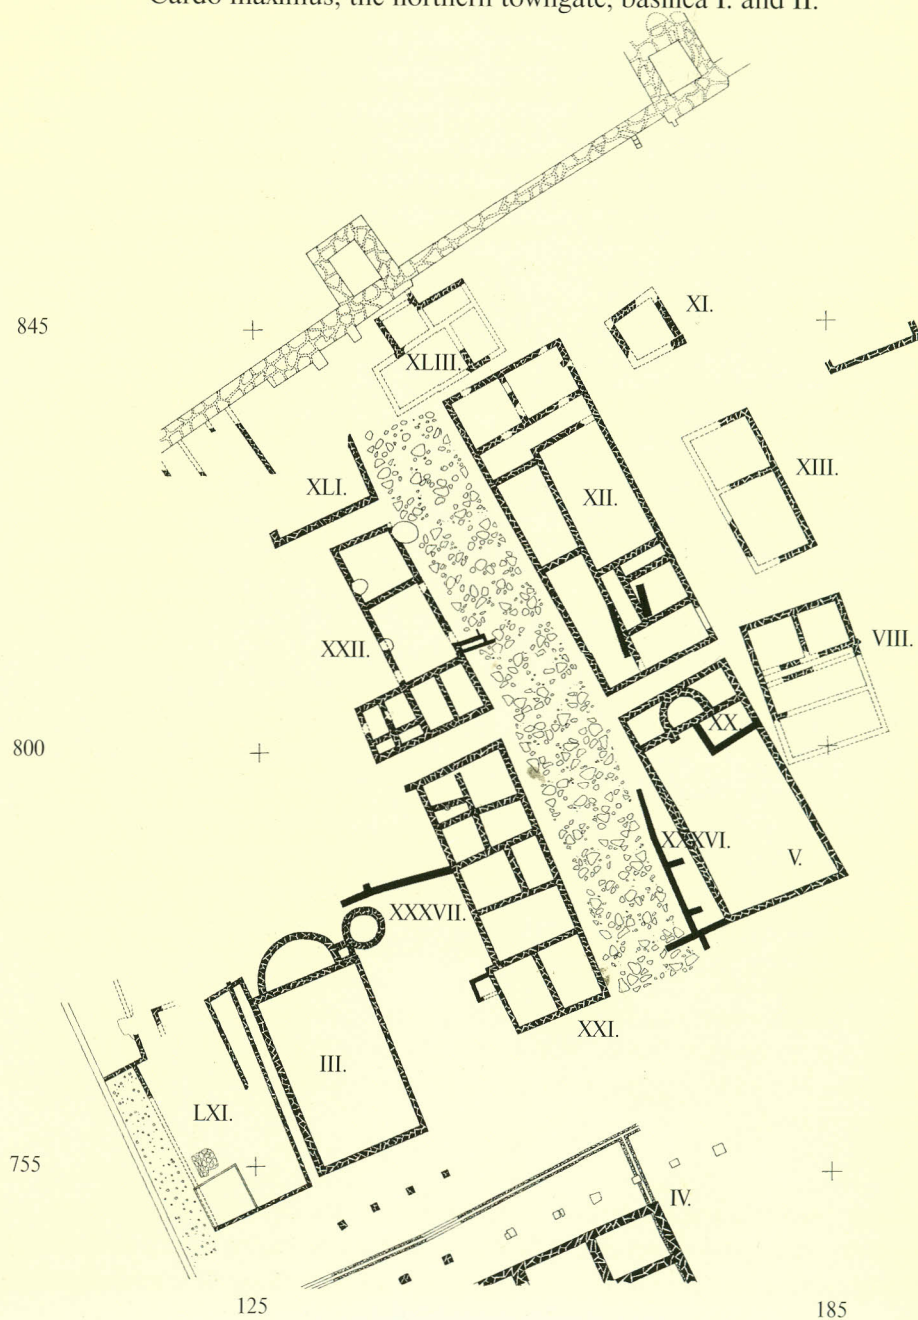 Cardo maximus, the northern towngate, basilica I. and II.
845
XI.
XLIII.
XIII.
XII.
XLI.
XXII.
VIII.
XX.
800
XXXVI.
V.
XXXVII.
XXI.
III.
LXI.
755
IV.
125
185